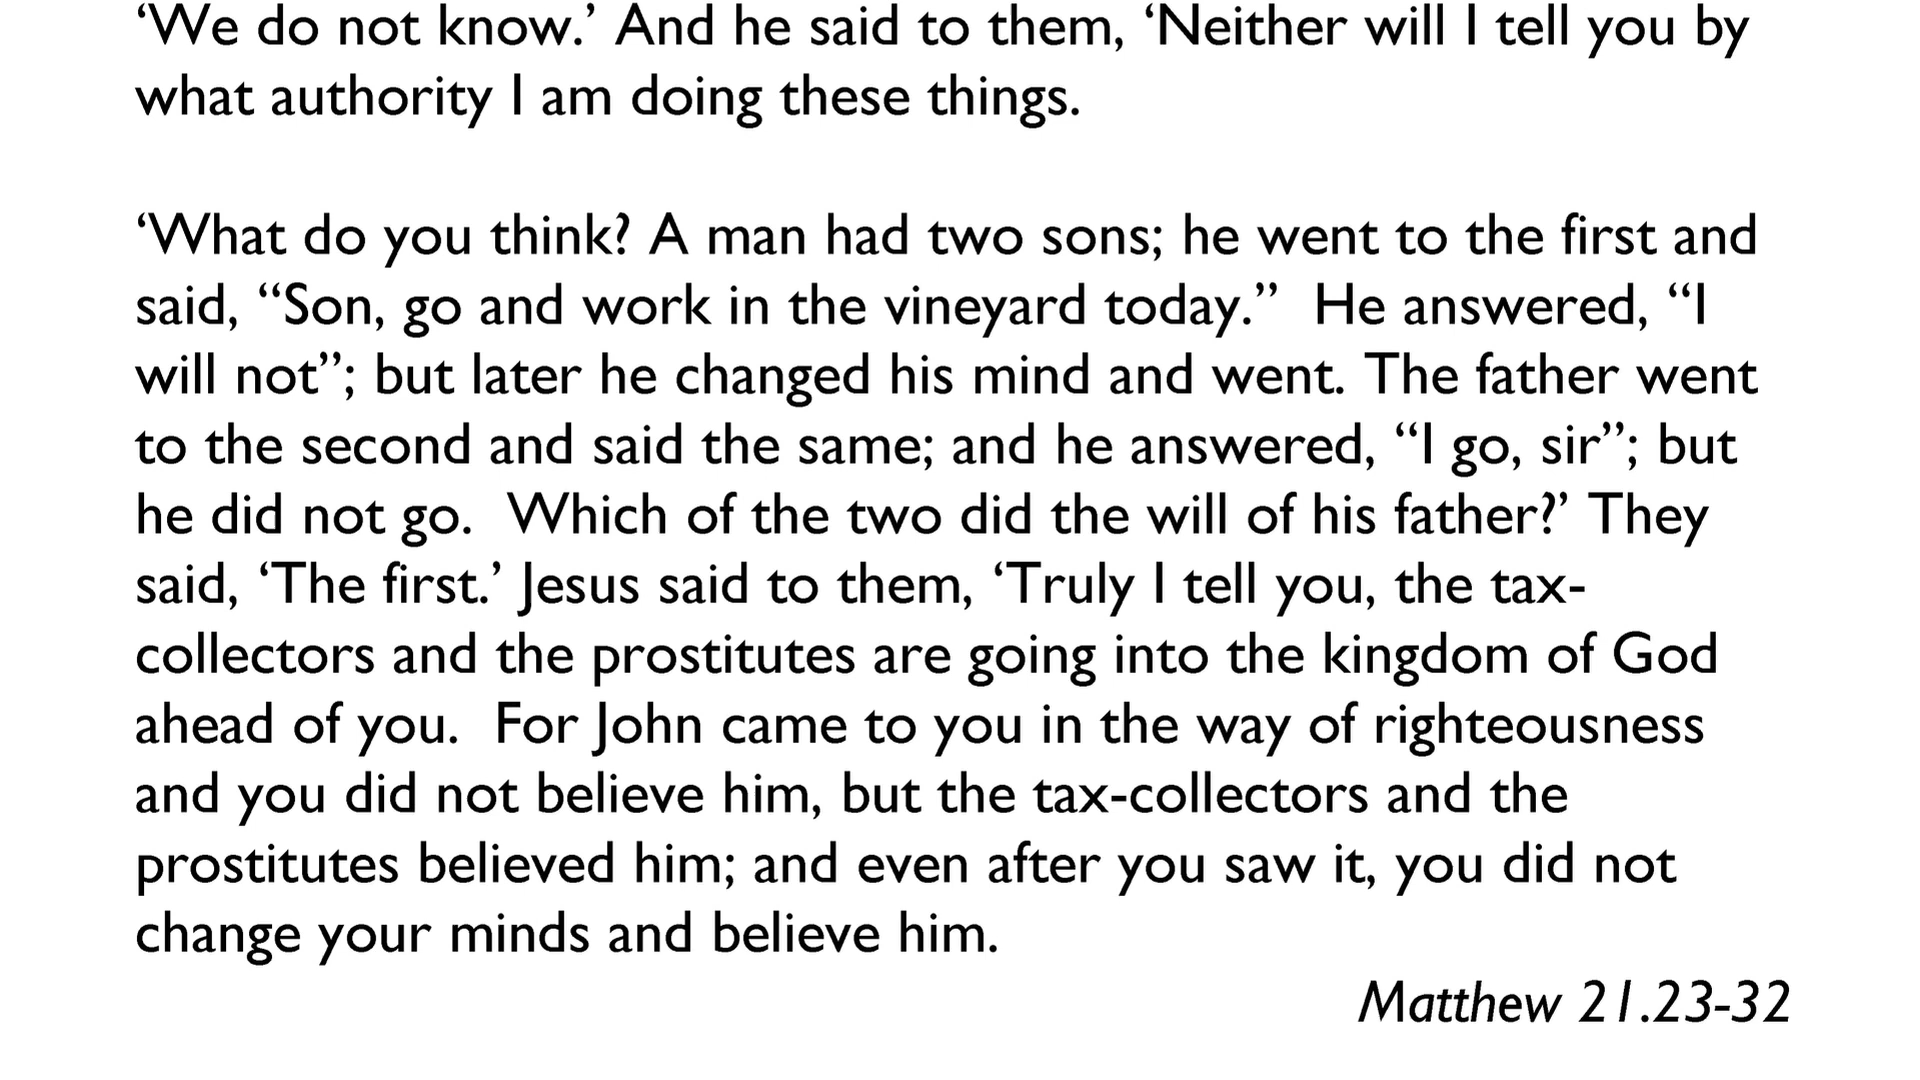 ‘We do not know.’ And he said to them, ‘Neither will I tell you by
what authority I am doing these things.
‘What do you think? A man had two sons; he went to the first and
said, “Son, go and work in the vineyard today.”  He answered, “I
will not”; but later he changed his mind and went. The father went
to the second and said the same; and he answered, “I go, sir”; but
he did not go.  Which of the two did the will of his father?’ They
said, ‘The first.’ Jesus said to them, ‘Truly I tell you, the tax-
collectors and the prostitutes are going into the kingdom of God
ahead of you.  For John came to you in the way of righteousness
and you did not believe him, but the tax-collectors and the
prostitutes believed him; and even after you saw it, you did not
change your minds and believe him.
Matthew 21.23-32